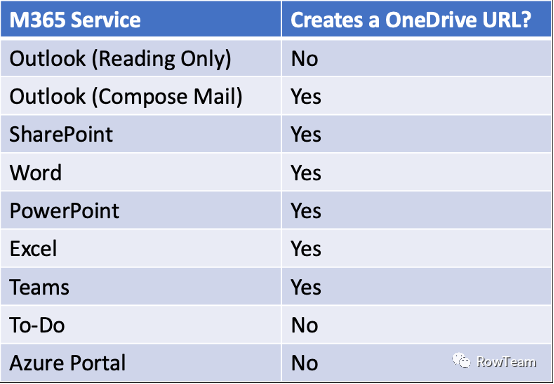 M365 Service Creates a OneDrive URL?
Outlook (Reading Only) No
Outlook (Compose Mail) Yes
SharePoint Yes
Word Yes
PowerPoint Yes
Excel Yes
Teams Yes
To-Do No
Azure Portal No
RowTeam